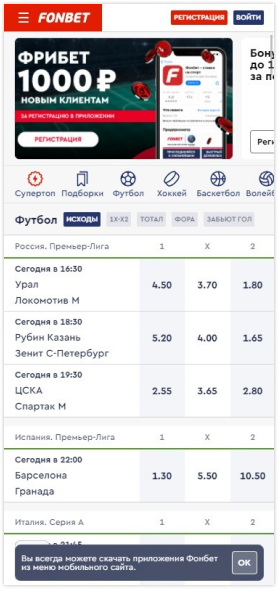 FONBET
РЕГИСТРАЦИЯ
ВОЙТИ
ФРИБЕТ
1000 ₽
НОВЫМ КЛИЕНТАМ
ЗА РЕГИСТРАЦИЮ В ПРИЛОЖЕНИИ
РЕГИСТРАЦИЯ
Бону
до 1
за п
Реги
Суперtоп Подборки Футбол Хоккей Баскетбол Волейб
Футбол ИСХОДЫ 1X-X2 ТОТАЛ ФОРА ЗАБЬЮТ ГОЛ
Россия. Премьер-Лига 1 X 2
Сегодня в 16:30
Урал 4.50 3.70 1.80
Локомотив М
Сегодня в 18:30
Рубин Казань 5.20 4.00 1.65
Зенит С-Петербург
Сегодня в 19:30
ЦСКА 2.55 3.65 2.80
Спартак М
Испания. Премьер-Лига 1 X 2
Сегодня в 22:00
Барселона 1.30 5.50 10.50
Гранада
Италия. Серия А 1 X 2
Вы всегда можете скачать приложения Фонбет
из меню мобильного сайта.
OK